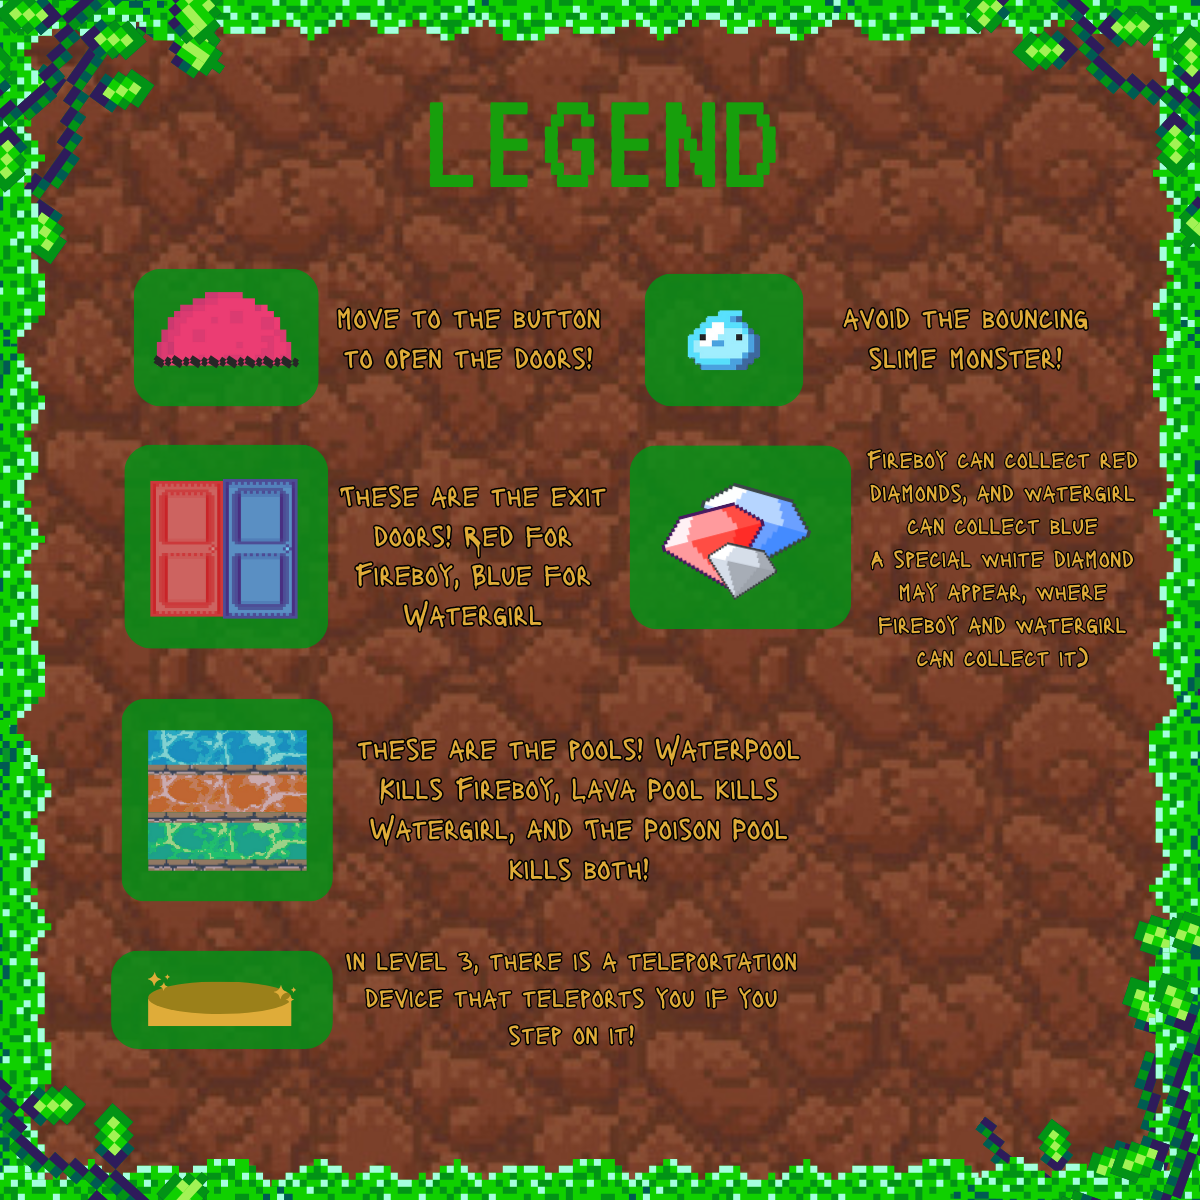 LEGEND
MOVE TO THE BUTTON
TO OPEN THE DOORS!
AVOID THE BOUNCING
SLIME MONSTER!
THESE ARE THE EXIT
DOORS! RED FOR
FIREBOY, BLUE FOR
WATERGIRL
FIREBOY CAN COLLECT RED
DIAMONDS, AND WATERGIRL
CAN COLLECT BLUE
A SPECIAL WHITE DIAMOND
MAY APPEAR, WHERE
FIREBOY AND WATERGIRL
CAN COLLECT IT)
THESE ARE THE POOLS! WATERPOOL
KILLS FIREBOY, LAVA POOL KILLS
WATERGIRL, AND THE POISON POOL
KILLS BOTH!
IN LEVEL 3, THERE IS A TELEPORTATION
DEVICE THAT TELEPORTS YOU IF YOU
STEP ON IT!